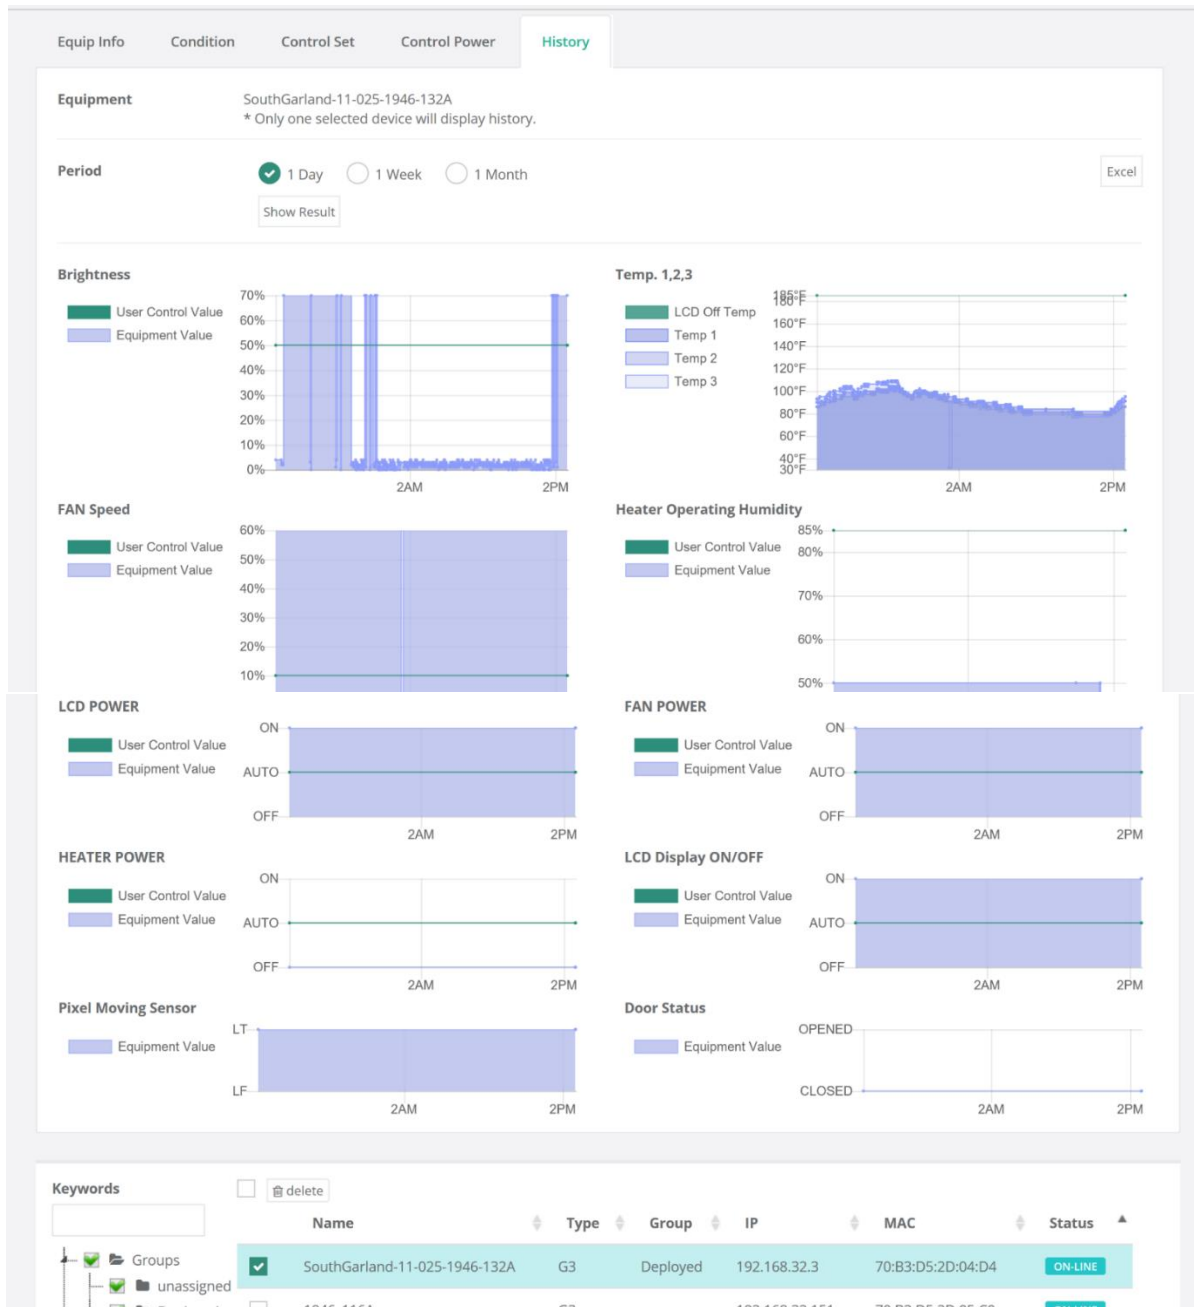 Equip Info Condition Control Set Control Power History
Equipment SouthGarland-11-025-1946-132A
* Only one selected device will display history.
Period 1 Day 1 Week 1 Month Excel
Show Result
Brightness
User Control Value
Equipment Value
70%
60%
50%
40%
30%
20%
10%
0%
2AM 2PM
Temp. 1,2,3
LCD Off Temp
Temp 1
Temp 2
Temp 3
185°F
180°F
160°F
140°F
120°F
100°F
80°F
60°F
40°F
30°F
2AM 2PM
FAN Speed
User Control Value
Equipment Value
60%
50%
40%
30%
20%
10%
Heater Operating Humidity
User Control Value
Equipment Value
85%
80%
70%
60%
50%
LCD POWER
User Control Value
Equipment Value
ON
AUTO
OFF
2AM 2PM
FAN POWER
User Control Value
Equipment Value
ON
AUTO
OFF
2AM 2PM
HEATER POWER
User Control Value
Equipment Value
ON
AUTO
OFF
2AM 2PM
LCD Display ON/OFF
User Control Value
Equipment Value
ON
AUTO
OFF
2AM 2PM
Pixel Moving Sensor
Equipment Value
LT
LF
2AM 2PM
Door Status
Equipment Value
OPENED
CLOSED
2AM 2PM
Keywords delete
Name Type Group IP MAC Status
Groups SouthGarland-11-025-1946-132A G3 Deployed 192.168.32.3 70:B3:D5:2D:04:D4 ON-LINE
unassigned